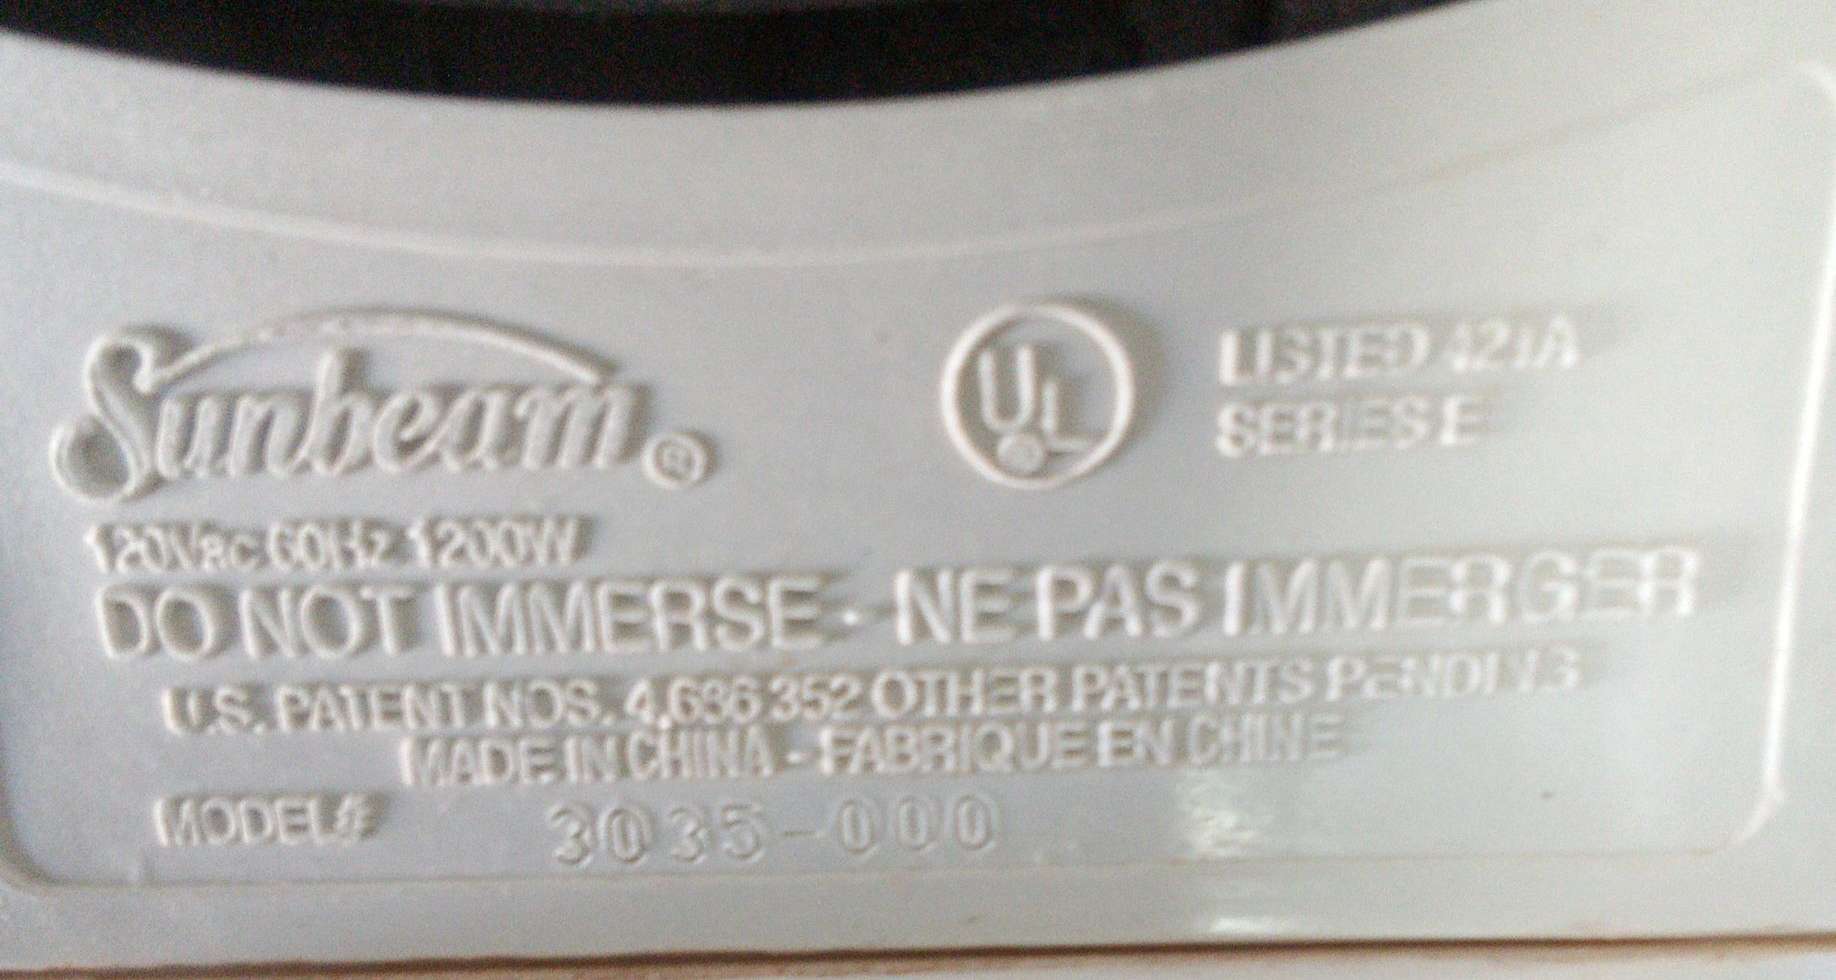 Sunbeam®
UL® LISTED 421A
SERIES E
120Vac 60Hz 1200W
DO NOT IMMERSE · NE PAS IMMERGER
U.S. PATENT NOS. 4,686,352 OTHER PATENTS PENDING
MADE IN CHINA - FABRIQUE EN CHINE
MODEL# 3035-000